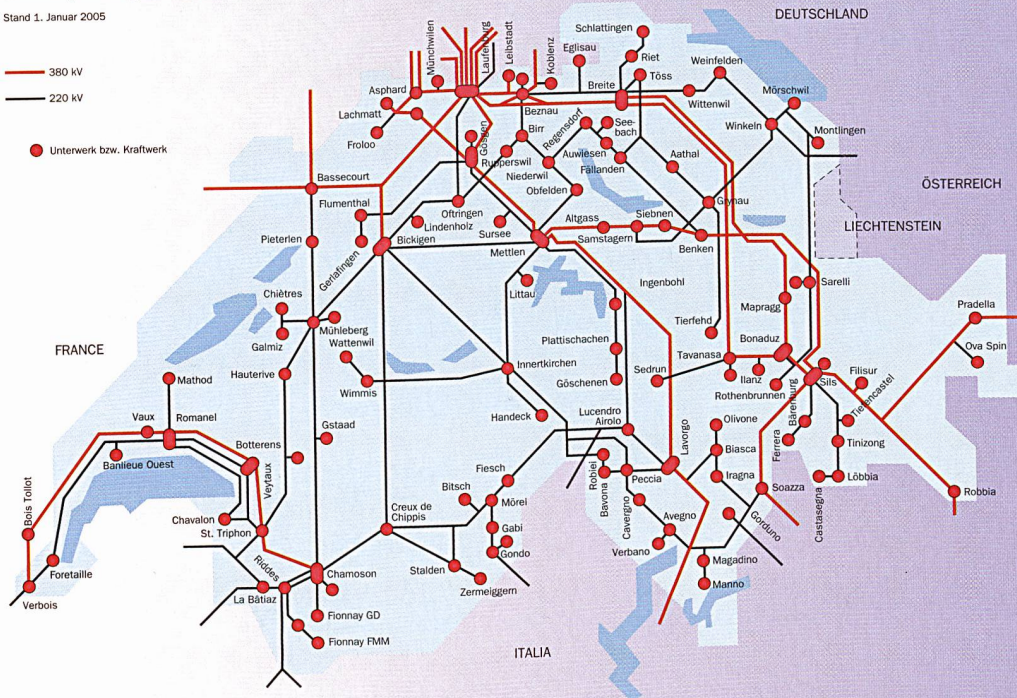 Stand 1. Januar 2005
380 kV
220 kV
Unterwerk bzw. Kraftwerk
DEUTSCHLAND
ÖSTERREICH
LIECHTENSTEIN
FRANCE
ITALIA
Schlattingen
Münchwilen
Laufenburg
Leibstadt
Koblenz
Eglisau
Riet
Töss
Weinfelden
Asphard
Breite
Mörschwil
Lachmatt
Beznau
Wittenwil
Froloo
Gösgen
Birr
Regensdorf
See-
bach
Winkeln
Montlingen
Rupperswil
Auwiesen
Aathal
Bassecourt
Niederwil
Fällanden
Flumenthal
Obfelden
Oftringen
Grynau
Lindenholz
Sursee
Altgass
Siebnen
Pieterlen
Gerlafingen
Bickigen
Samstagern
Mettlen
Benken
Littau
Ingenbohl
Sarelli
Chiètres
Mapragg
Pradella
Galmiz
Mühleberg
Tierfehd
Bonaduz
Wattenwil
Plattischachen
Ova Spin
Hauterive
Innertkirchen
Tavanasa
Mathod
Wimmis
Göschenen
Sedrun
Ilanz
Sils
Filisur
Rothenbrunnen
Vaux
Romanel
Handeck
Lucendro
Airolo
Olivone
Bärenburg
Tiefencastel
Botterens
Gstaad
Lavorgo
Ferrera
Banlieue Ouest
Veytaux
Biasca
Tinizong
Fiesch
Robiei
Peccia
Iragna
Löbbia
Bois Tollot
Bitsch
Bavona
Soazza
Castasegna
Robbia
Mörel
Cavergno
Chavalon
Creux de
Chippis
Gabi
Avegno
Gorduno
St. Triphon
Gondo
Verbano
Foretaille
Riddes
Chamoson
Stalden
Magadino
Verbois
La Bâtiaz
Zermeiggern
Manno
Fionnay GD
Fionnay FMM